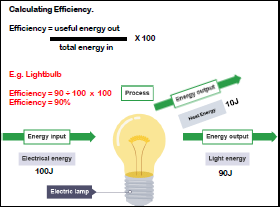 Calculating Efficiency.
Efficiency = useful energy out
X 100
total energy in
E.g. Lightbulb
Efficiency = 90 ÷ 100 x 100
Efficiency = 90%
Process
Energy output
Heat Energy
10J
Energy input
Electrical energy
100J
Energy output
Light energy
90J
Electric lamp